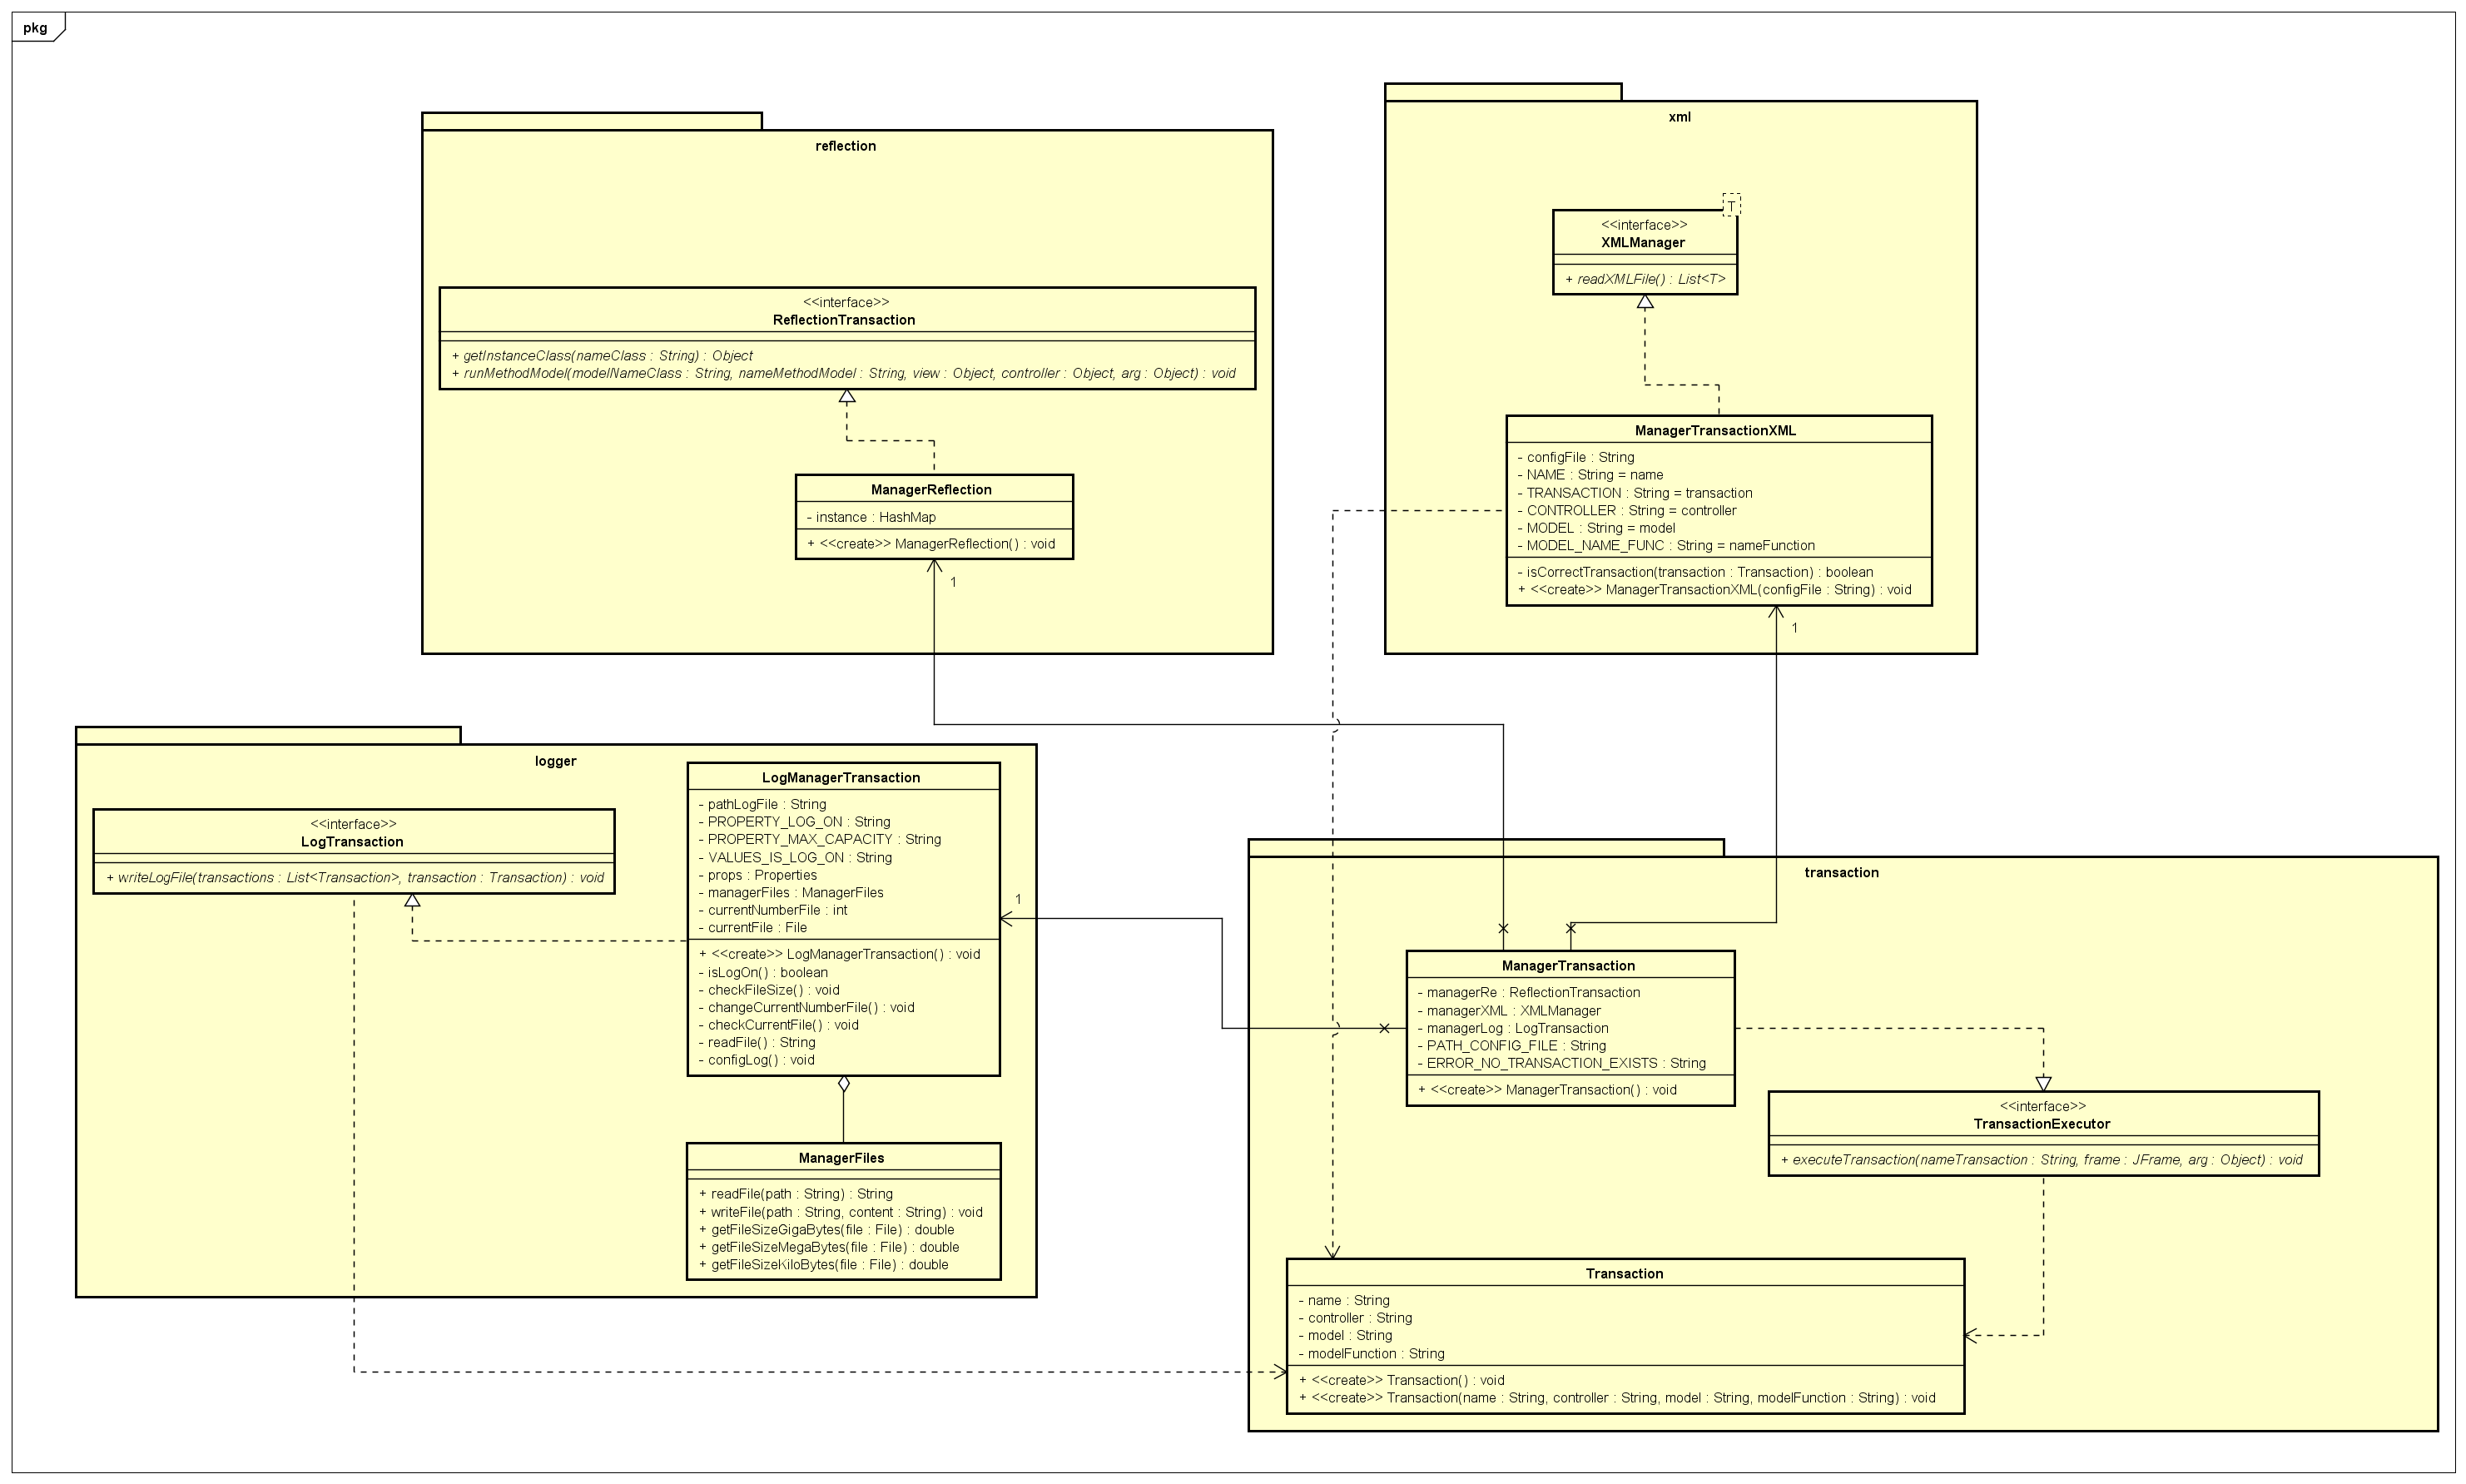 pkg
reflection
<<interface>>
ReflectionTransaction
+ getInstanceClass(nameClass : String) : Object
+ runMethodModel(modelNameClass : String, nameMethodModel : String, view : Object, controller : Object, arg : Object) : void
ManagerReflection
- instance : HashMap
+ <<create>> ManagerReflection() : void
1
xml
T
<<interface>>
XMLManager
+ readXMLFile() : List<T>
ManagerTransactionXML
- configFile : String
- NAME : String = name
- TRANSACTION : String = transaction
- CONTROLLER : String = controller
- MODEL : String = model
- MODEL_NAME_FUNC : String = nameFunction
- isCorrectTransaction(transaction : Transaction) : boolean
+ <<create>> ManagerTransactionXML(configFile : String) : void
1
logger
<<interface>>
LogTransaction
+ writeLogFile(transactions : List<Transaction>, transaction : Transaction) : void
LogManagerTransaction
- pathLogFile : String
- PROPERTY_LOG_ON : String
- PROPERTY_MAX_CAPACITY : String
- VALUES_IS_LOG_ON : String
- props : Properties
- managerFiles : ManagerFiles
- currentNumberFile : int
- currentFile : File
+ <<create>> LogManagerTransaction() : void
- isLogOn() : boolean
- checkFileSize() : void
- changeCurrentNumberFile() : void
- checkCurrentFile() : void
- readFile() : String
- configLog() : void
1
ManagerFiles
+ readFile(path : String) : String
+ writeFile(path : String, content : String) : void
+ getFileSizeGigaBytes(file : File) : double
+ getFileSizeMegaBytes(file : File) : double
+ getFileSizeKiloBytes(file : File) : double
transaction
ManagerTransaction
- managerRe : ReflectionTransaction
- managerXML : XMLManager
- managerLog : LogTransaction
- PATH_CONFIG_FILE : String
- ERROR_NO_TRANSACTION_EXISTS : String
+ <<create>> ManagerTransaction() : void
<<interface>>
TransactionExecutor
+ executeTransaction(nameTransaction : String, frame : JFrame, arg : Object) : void
Transaction
- name : String
- controller : String
- model : String
- modelFunction : String
+ <<create>> Transaction() : void
+ <<create>> Transaction(name : String, controller : String, model : String, modelFunction : String) : void